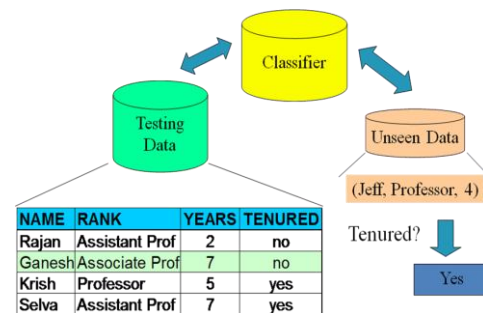 Classifier
Testing
Data
Unseen Data
(Jeff, Professor, 4)
NAME RANK YEARS TENURED
Rajan Assistant Prof 2 no
Ganesh Associate Prof 7 no
Krish Professor 5 yes
Selva Assistant Prof 7 yes
Tenured?
Yes